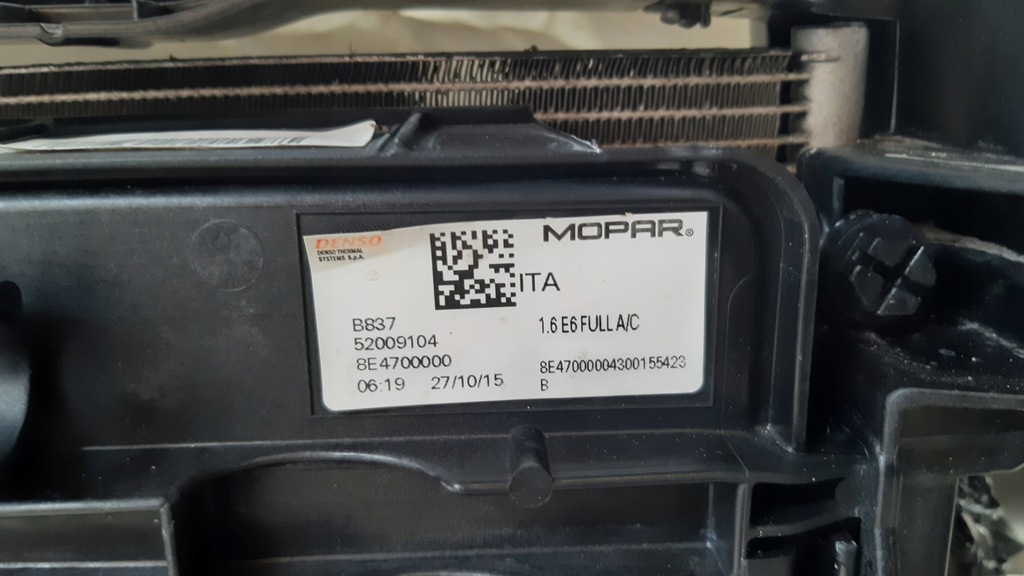 DENSO
DENSO THERMAL
SYSTEMS S.p.A.
MOPAR®
ITA
B837
52009104
8E4700000
06:19 27/10/15
1.6 E6 FULL A/C
8E47000004300155423
B